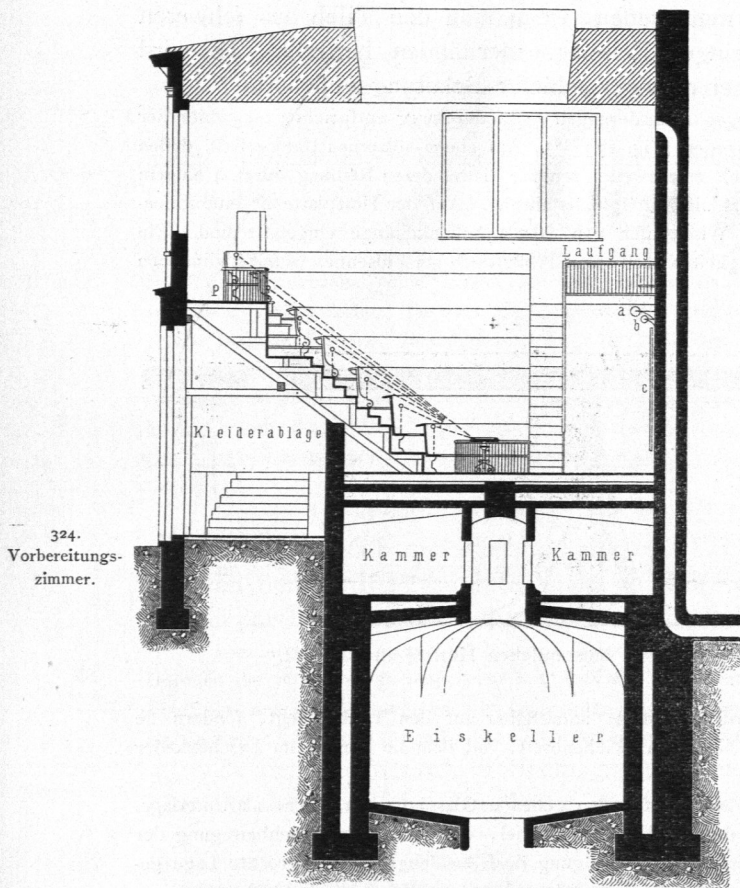 Laufgang
p
a
b
c
Kleiderablage
324.
Vorbereitungs-
zimmer.
Kammer Kammer
Eiskeller